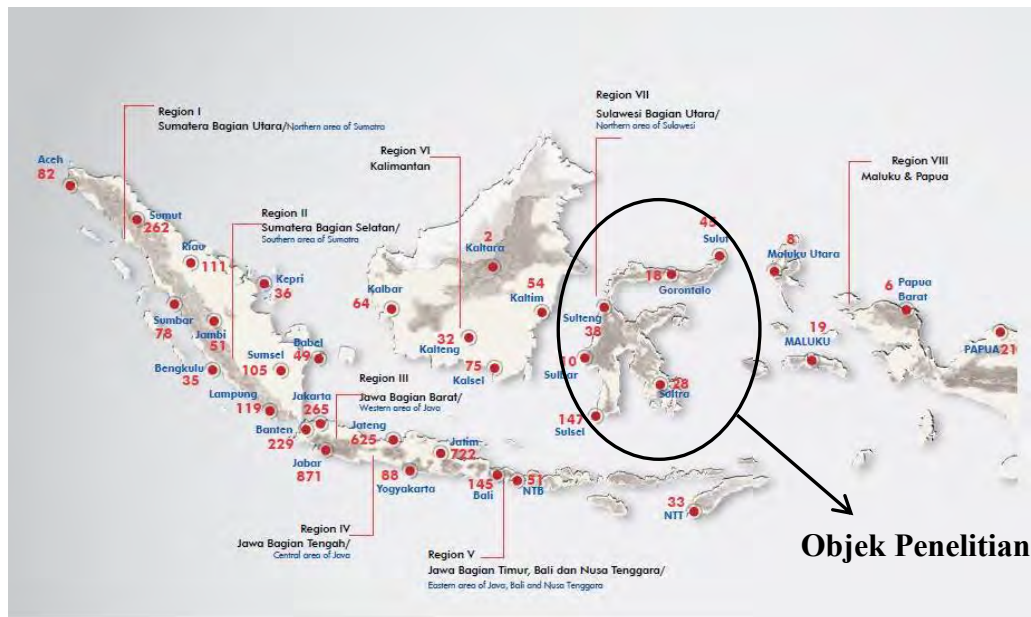 Region I
Sumatera Bagian Utara/Northern area of Sumatra
Aceh
82
Sumut
262
Riau
111
Kepri
36
Sumbar
78
Jambi
51
Bengkulu
35
Region II
Sumatera Bagian Selatan/
Southern area of Sumatra
Babel
49
Sumsel
105
Lampung
119
Region III
Jawa Bagian Barat/
Western area of Java
Jakarta
265
Banten
229
Jabar
871
Jateng
625
Yogyakarta
88
Jatim
722
Region IV
Jawa Bagian Tengah/
Central area of Java
Region V
Jawa Bagian Timur, Bali dan Nusa Tenggara/
Eastern area of Java, Bali and Nusa Tenggara
145
Bali
51
NTB
33
NTT
Region VI
Kalimantan
2
Kaltara
Kalbar
64
54
Kaltim
32
Kalteng
75
Kalsel
Region VII
Sulawesi Bagian Utara/
Northern area of Sulawesi
45
Sulut
18
Gorontalo
Sulteng
38
10
Sulbar
28
Sultra
147
Sulsel
Region VIII
Maluku & Papua
8
Maluku Utara
6
Papua
Barat
19
MALUKU
PAPUA 21
Objek Penelitian